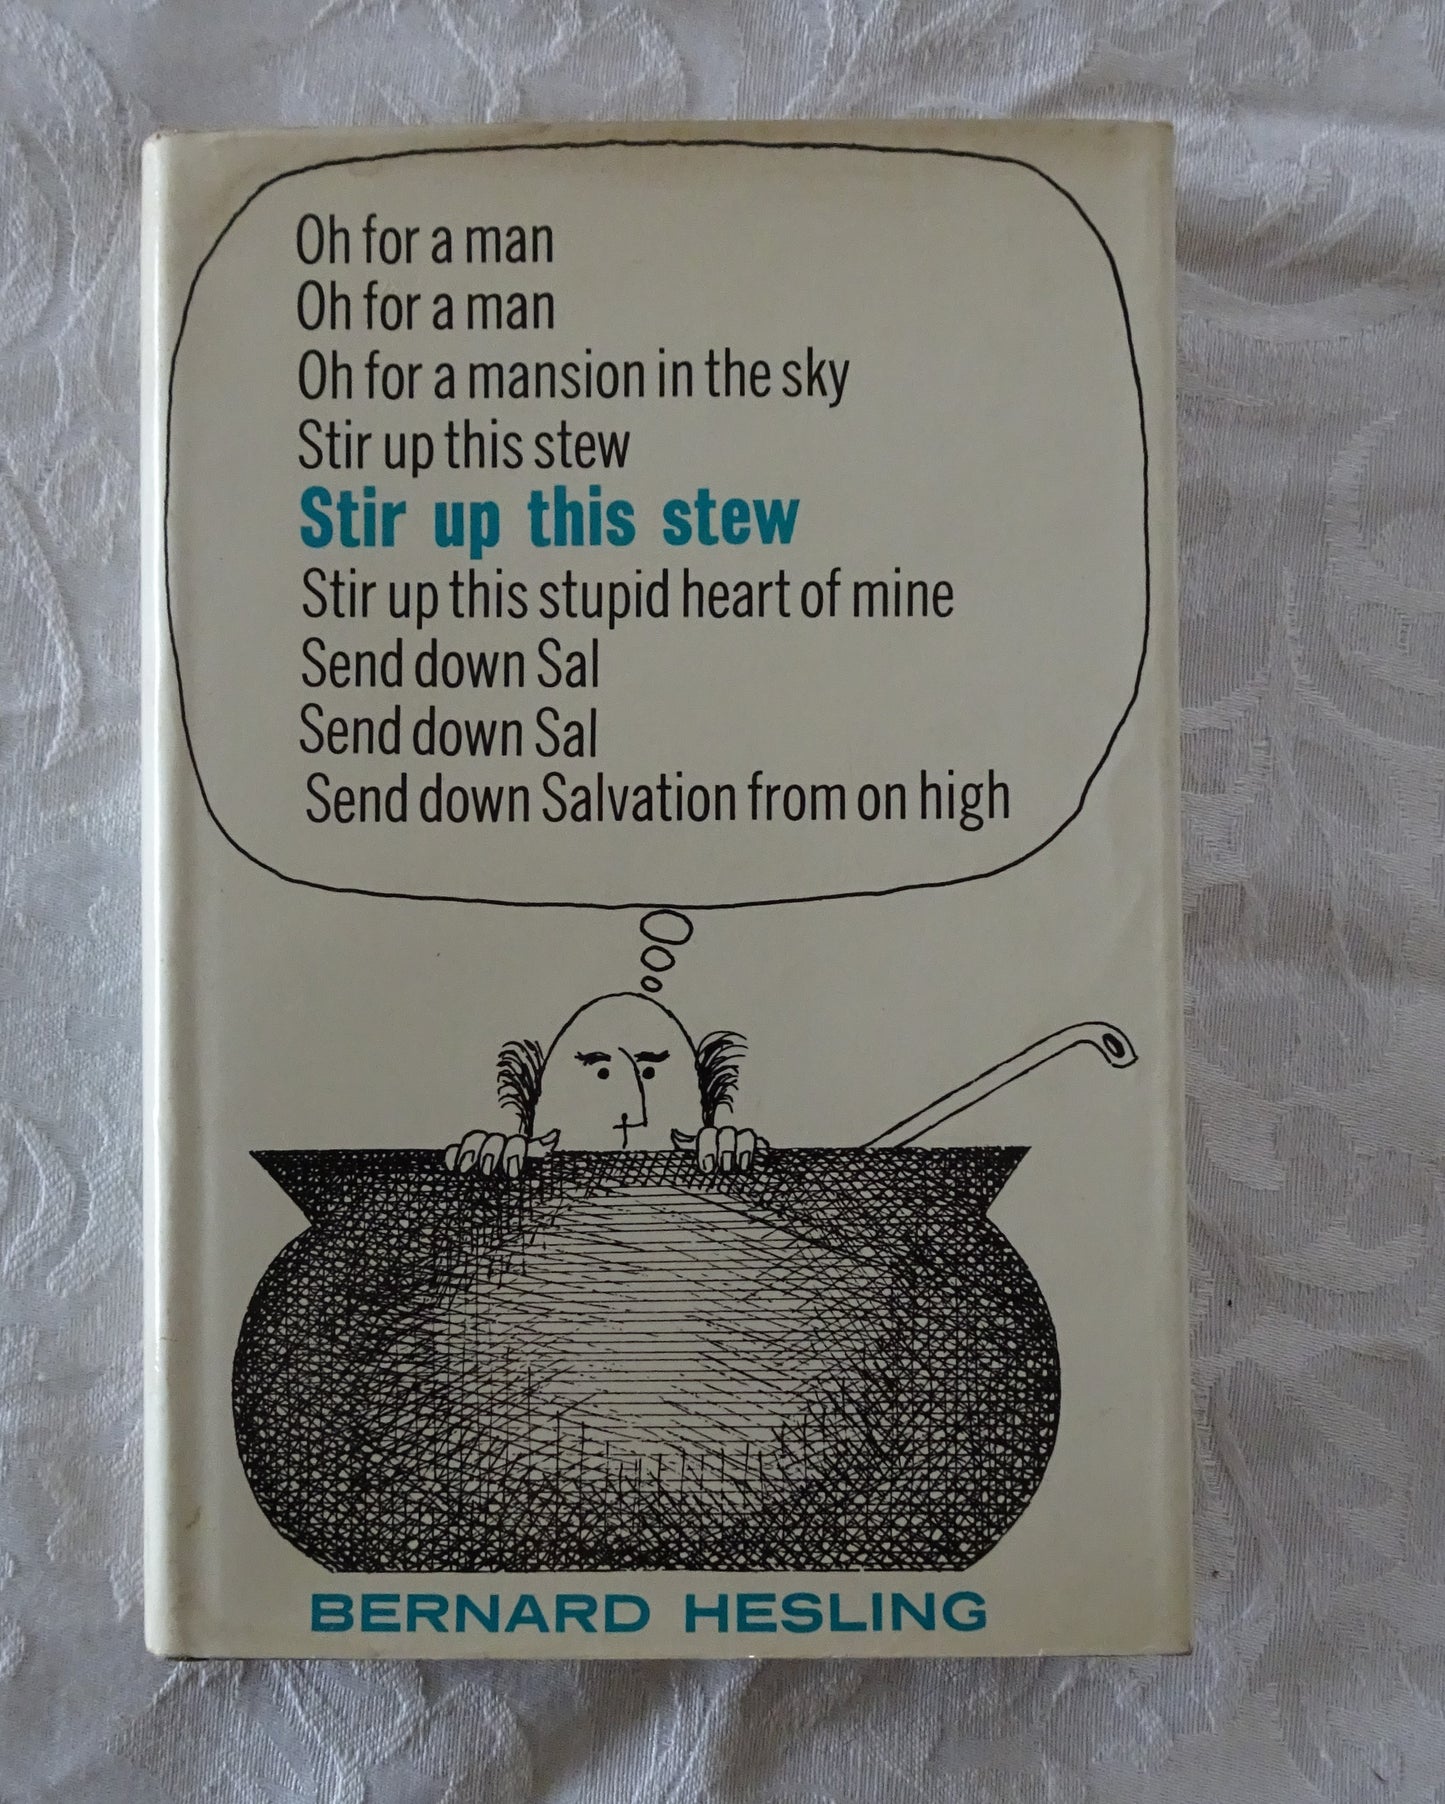 Oh for a man
Oh for a man
Oh for a mansion in the sky
Stir up this stew
Stir up this stew
Stir up this stupid heart of mine
Send down Sal
Send down Sal
Send down Salvation from on high
BERNARD HESLING